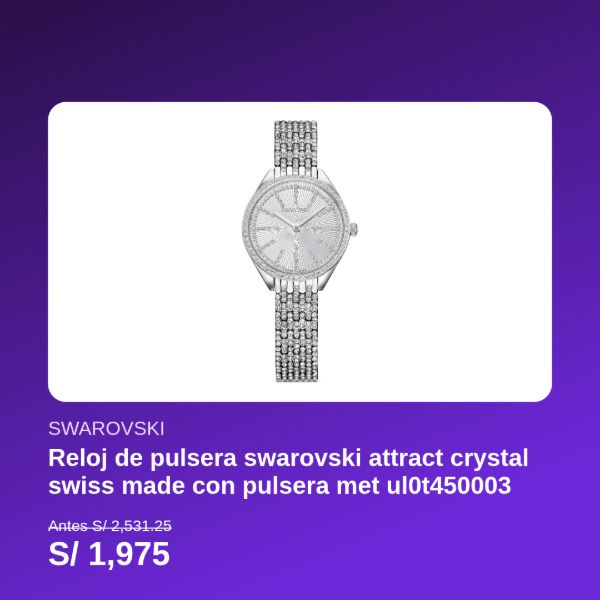 SWAROVSKI
Reloj de pulsera swarovski attract crystal
swiss made con pulsera met ul0t450003
Antes S/ 2,531.25
S/ 1,975